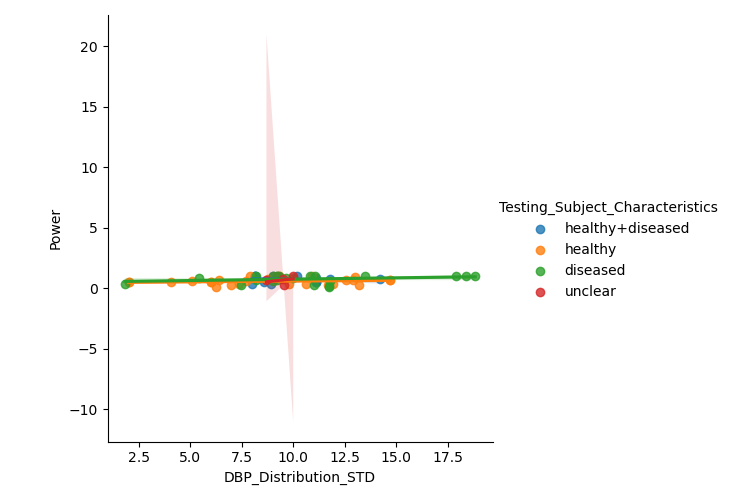 20
15
10
5
0
−5
−10
Power
2.5 5.0 7.5 10.0 12.5 15.0 17.5
DBP_Distribution_STD
Testing_Subject_Characteristics
healthy+diseased
healthy
diseased
unclear